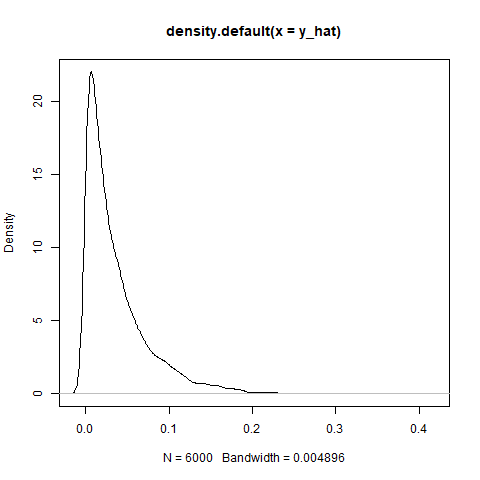 density.default(x = y_hat)
Density
20
15
10
5
0
0.0 0.1 0.2 0.3 0.4
N = 6000 Bandwidth = 0.004896